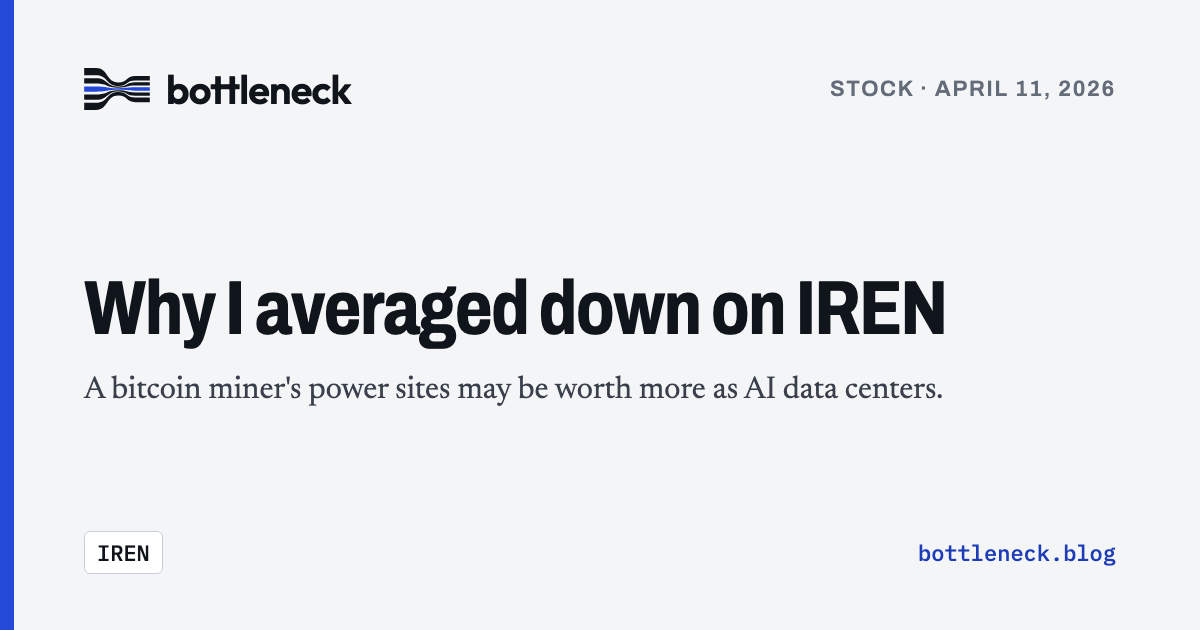 bottleneck
STOCK · APRIL 11, 2026
Why I averaged down on IREN
A bitcoin miner's power sites may be worth more as AI data centers.
IREN
bottleneck.blog